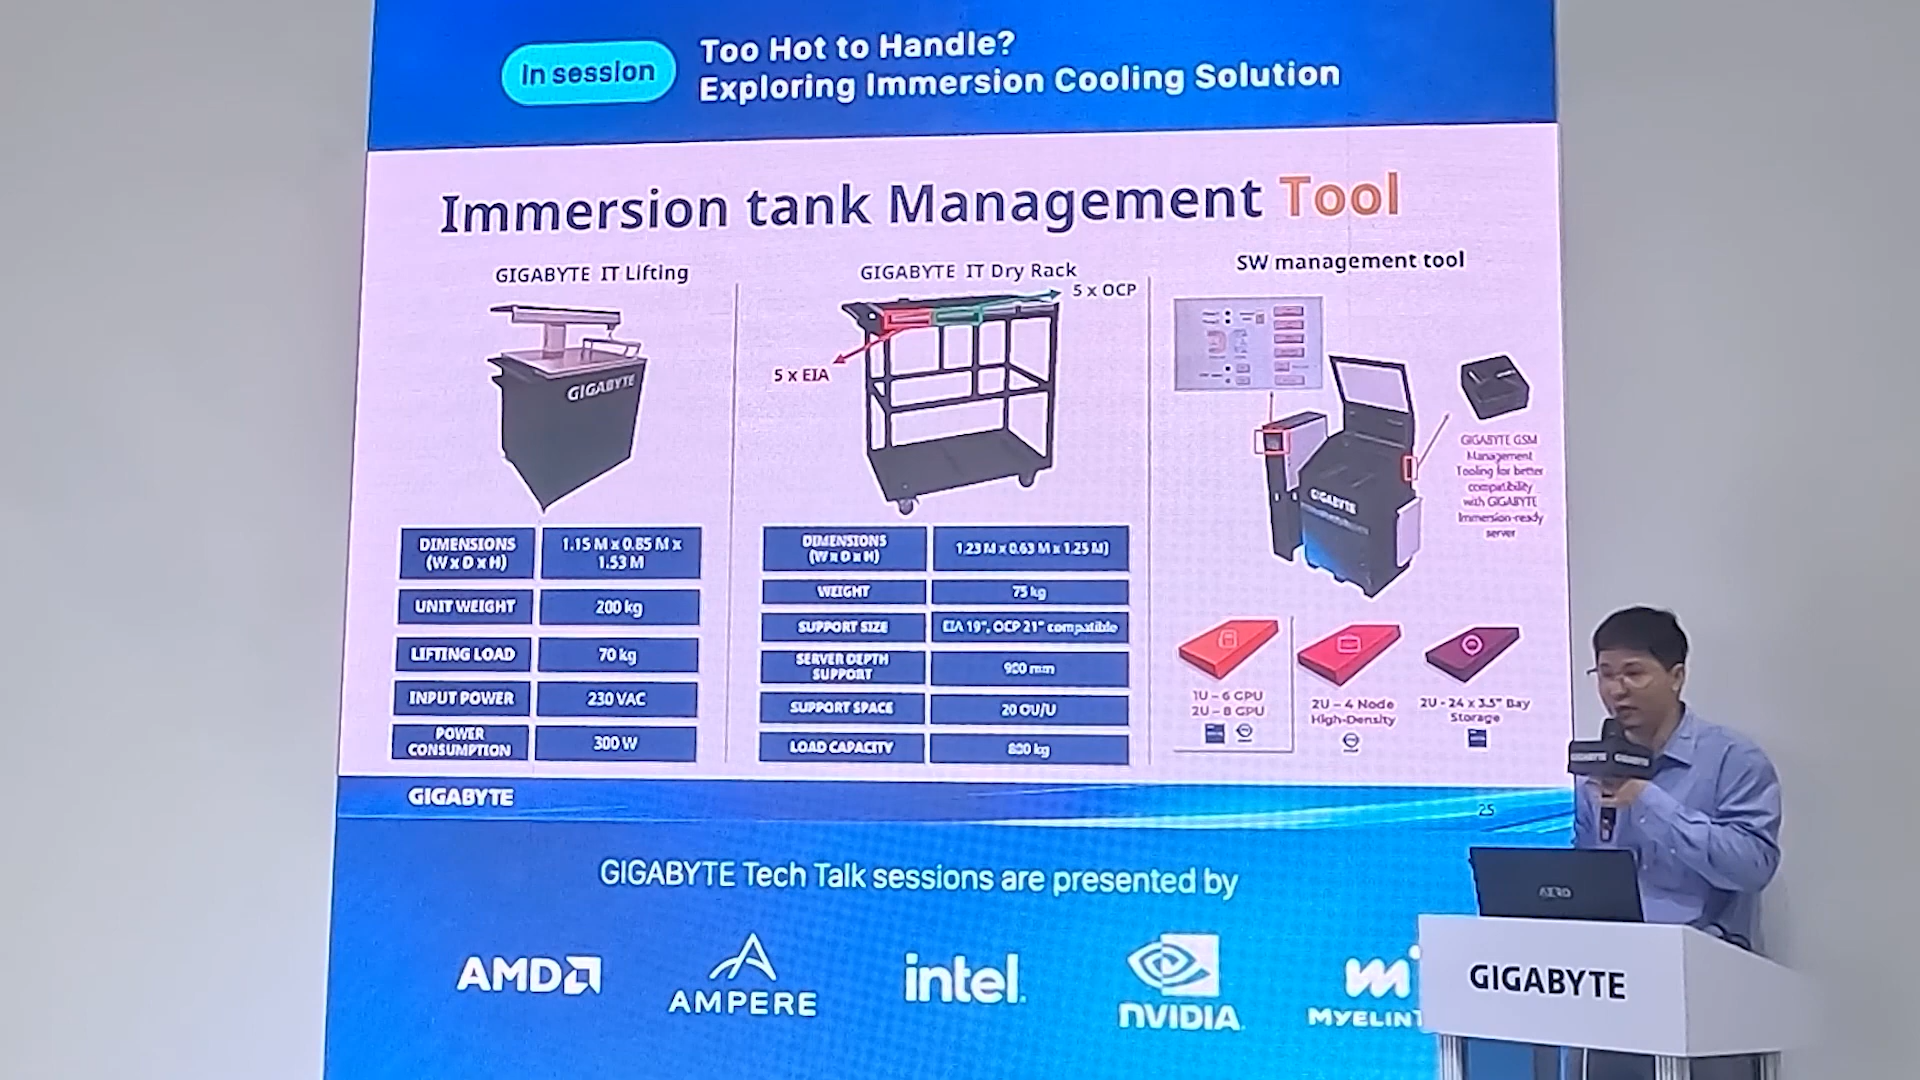 In session
Too Hot to Handle?
Exploring Immersion Cooling Solution
Immersion tank Management Tool
GIGABYTE IT Lifting
GIGABYTE
DIMENSIONS (W x D x H) 1.15 M x 0.85 M x 1.53 M
UNIT WEIGHT 200 kg
LIFTING LOAD 70 kg
INPUT POWER 230 VAC
POWER CONSUMPTION 300 W
GIGABYTE IT Dry Rack
5 x OCP
5 x EIA
DIMENSIONS (W x D x H) 1.23 M x 0.63 M x 1.25 M)
WEIGHT 75 kg
SUPPORT SIZE EIA 19", OCP 21" compatible
SERVER DEPTH SUPPORT 900 mm
SUPPORT SPACE 20 OU/U
LOAD CAPACITY 800 kg
SW management tool
GIGABYTE
GIGABYTE GSM
Management
Tooling for better
compatibility
with GIGABYTE
Immersion-ready
server
1U – 6 GPU
2U – 8 GPU
2U – 4 Node
High-Density
2U - 24 x 3.5" Bay
Storage
GIGABYTE
25
GIGABYTE Tech Talk sessions are presented by
AMD
AMPERE
intel.
NVIDIA
MYELINT
GIGABYTE
AERO
GIGABYTE